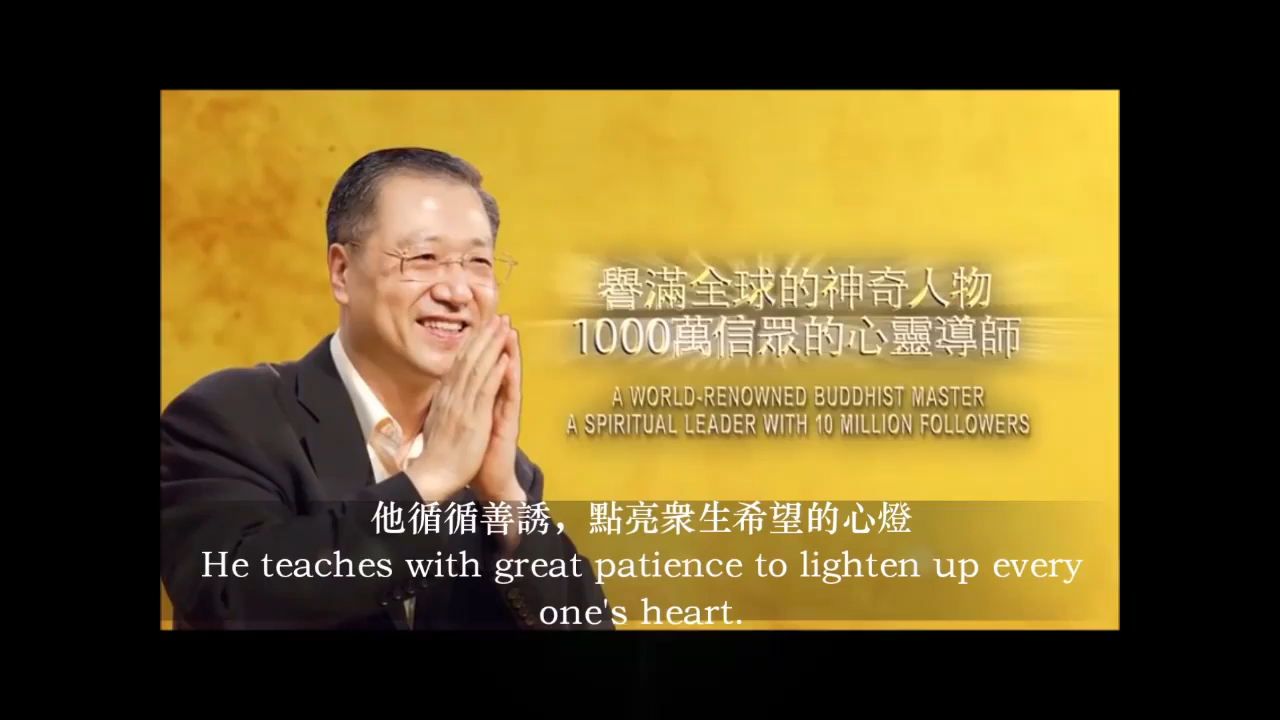 譽滿全球的神奇人物
1000萬信眾的心靈導師
A WORLD-RENOWNED BUDDHIST MASTER
A SPIRITUAL LEADER WITH 10 MILLION FOLLOWERS
他循循善誘，點亮衆生希望的心燈
He teaches with great patience to lighten up every
one's heart.